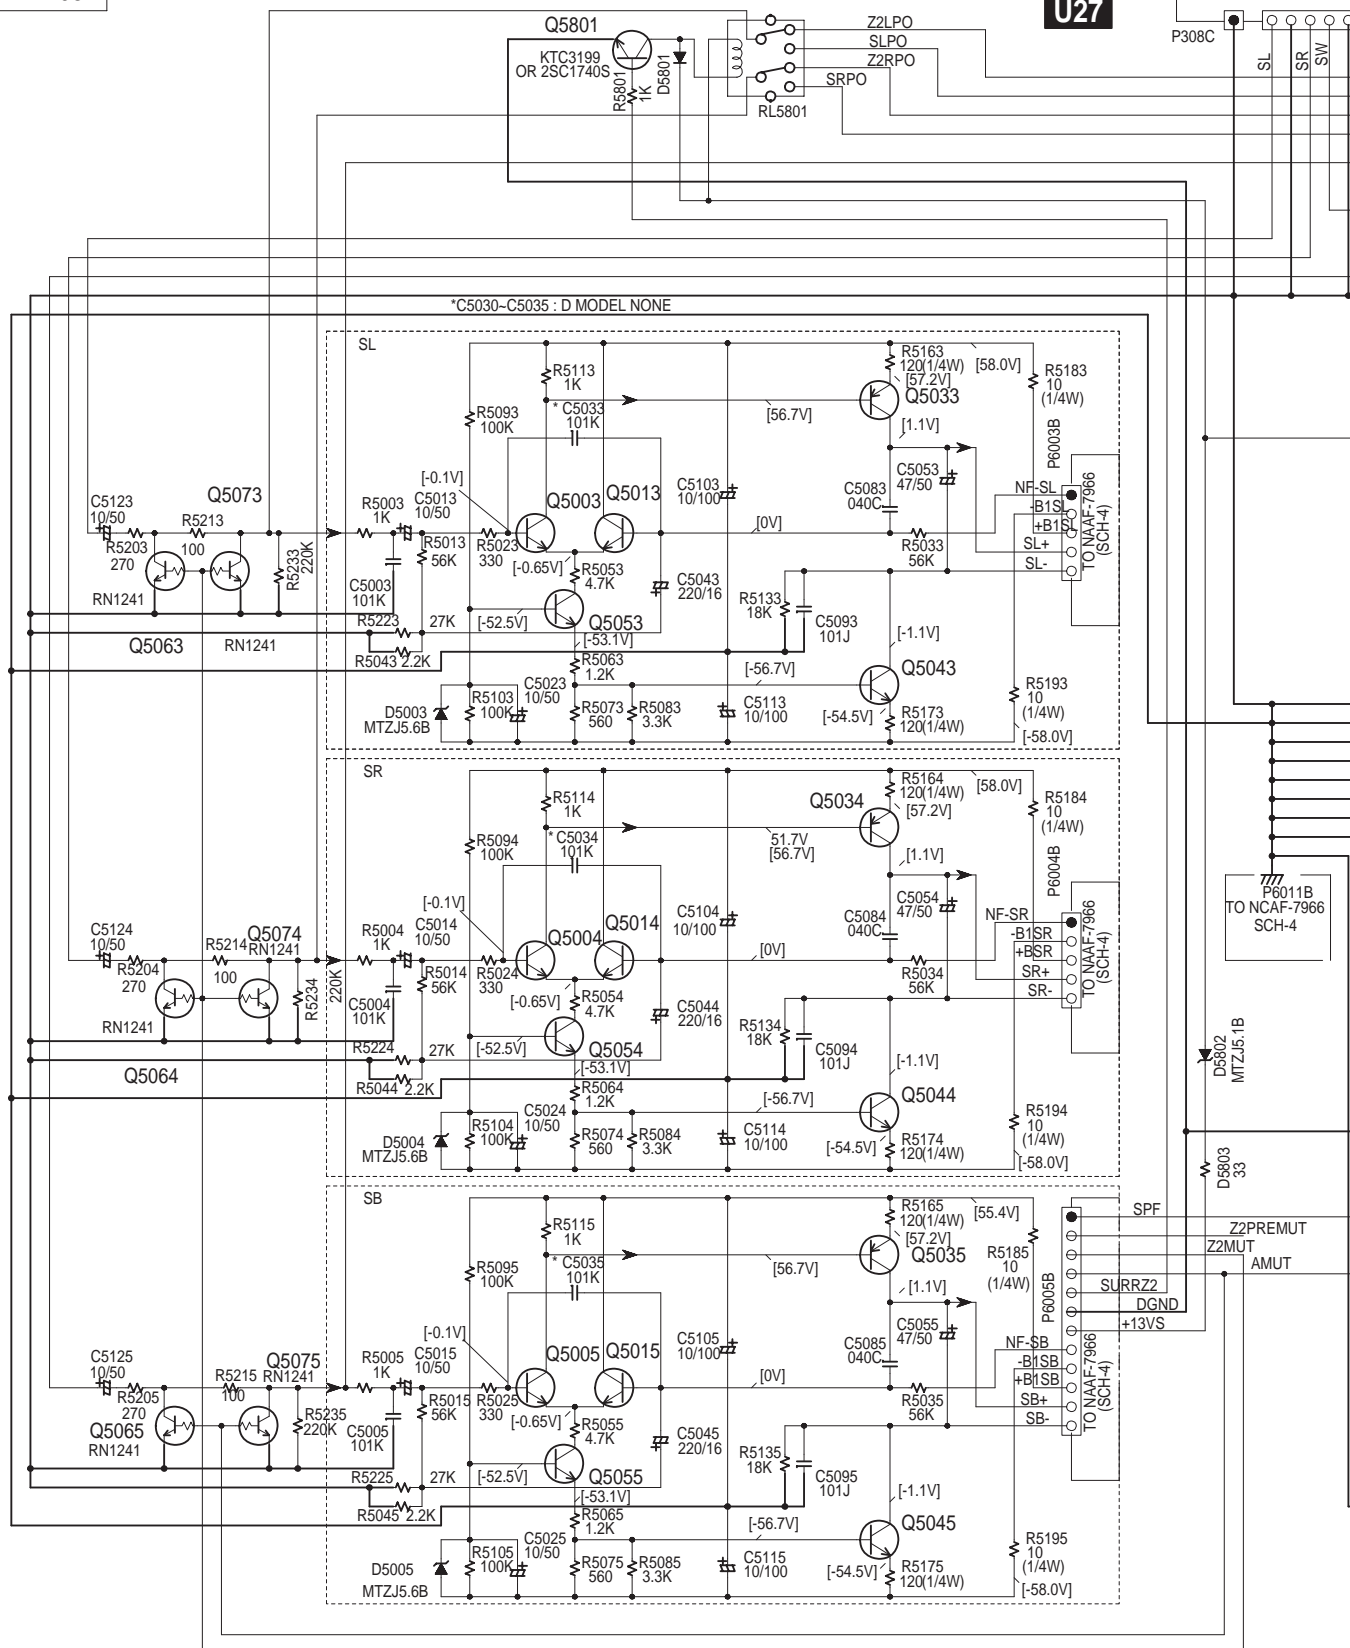 U27
P308C
SL
SR
SW
Q5801
KTC3199
OR 2SC1740S
R5801
1K
D5801
Z2LPO
SLPO
Z2RPO
SRPO
RL5801
*C5030~C5035 : D MODEL NONE
SL
R5113
1K
* C5033
101K
R5093
100K
[56.7V]
R5163
120(1/4W)
[57.2V]
Q5033
[58.0V]
R5183
10
(1/4W)
[1.1V]
P6003B
C5123
10/50
Q5073
R5213
100
R5203
270
R5233
220K
RN1241
Q5063
RN1241
R5003
1K
C5013
10/50
[-0.1V]
Q5003
Q5013
C5103
10/100
C5083
040C
C5053
47/50
NF-SL
-B1SL
+B1SL
SL+
SL-
TO NAAF-7966
(SCH-4)
[0V]
R5033
56K
R5013
56K
R5023
330
[-0.65V]
R5053
4.7K
C5003
101K
C5043
220/16
R5133
18K
C5093
101J
R5223
27K
R5043 2.2K
[-52.5V]
Q5053
[-53.1V]
R5063
1.2K
[-1.1V]
Q5043
[-56.7V]
D5003
MTZJ5.6B
R5103
100K
C5023
10/50
R5073
560
R5083
3.3K
C5113
10/100
[-54.5V]
R5173
120(1/4W)
R5193
10
(1/4W)
[-58.0V]
SR
R5114
1K
* C5034
101K
R5094
100K
51.7V
[56.7V]
Q5034
R5164
120(1/4W)
[57.2V]
[58.0V]
R5184
10
(1/4W)
[1.1V]
P6004B
C5124
10/50
R5214
100
Q5074
RN1241
R5204
270
R5234
220K
RN1241
Q5064
R5004
1K
C5014
10/50
[-0.1V]
Q5004
Q5014
C5104
10/100
C5084
040C
C5054
47/50
NF-SR
-B1SR
+BSR
SR+
SR-
TO NAAF-7966
(SCH-4)
[0V]
R5034
56K
R5014
56K
R5024
330
[-0.65V]
R5054
4.7K
C5004
101K
C5044
220/16
R5134
18K
C5094
101J
R5224
27K
R5044 2.2K
[-52.5V]
Q5054
[-53.1V]
R5064
1.2K
[-1.1V]
Q5044
[-56.7V]
D5004
MTZJ5.6B
R5104
100K
C5024
10/50
R5074
560
R5084
3.3K
C5114
10/100
[-54.5V]
R5174
120(1/4W)
R5194
10
(1/4W)
[-58.0V]
P6011B
TO NCAF-7966
SCH-4
D5802
MTZJ5.1B
D5803
33
SB
R5115
1K
* C5035
101K
R5095
100K
[56.7V]
R5165
120(1/4W)
[57.2V]
Q5035
[55.4V]
R5185
10
(1/4W)
[1.1V]
P6005B
SPF
Z2PREMUT
Z2MUT
AMUT
SURRZ2
DGND
+13VS
NF-SB
-B1SB
+B1SB
SB+
SB-
TO NAAF-7966
(SCH-4)
C5125
10/50
R5215
100
Q5075
RN1241
R5205
270
Q5065
RN1241
R5235
220K
R5005
1K
C5015
10/50
[-0.1V]
Q5005
Q5015
C5105
10/100
C5085
040C
C5055
47/50
[0V]
R5035
56K
R5015
56K
R5025
330
[-0.65V]
R5055
4.7K
C5005
101K
C5045
220/16
R5135
18K
C5095
101J
R5225
27K
R5045 2.2K
[-52.5V]
Q5055
[-53.1V]
R5065
1.2K
[-1.1V]
Q5045
[-56.7V]
D5005
MTZJ5.6B
R5105
100K
C5025
10/50
R5075
560
R5085
3.3K
C5115
10/100
[-54.5V]
R5175
120(1/4W)
R5195
10
(1/4W)
[-58.0V]